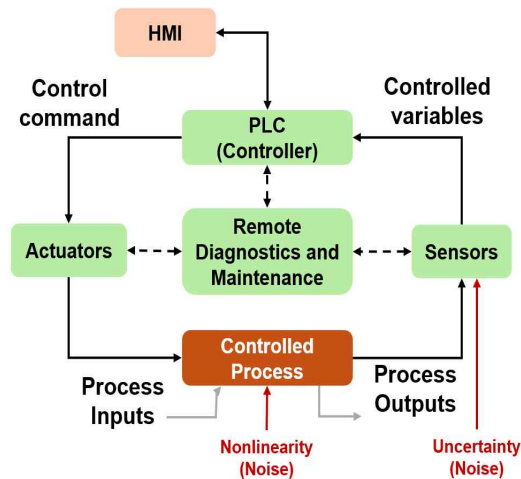 HMI
Control
command
Controlled
variables
PLC
(Controller)
Actuators
Remote
Diagnostics and
Maintenance
Sensors
Controlled
Process
Process
Inputs
Process
Outputs
Nonlinearity
(Noise)
Uncertainty
(Noise)